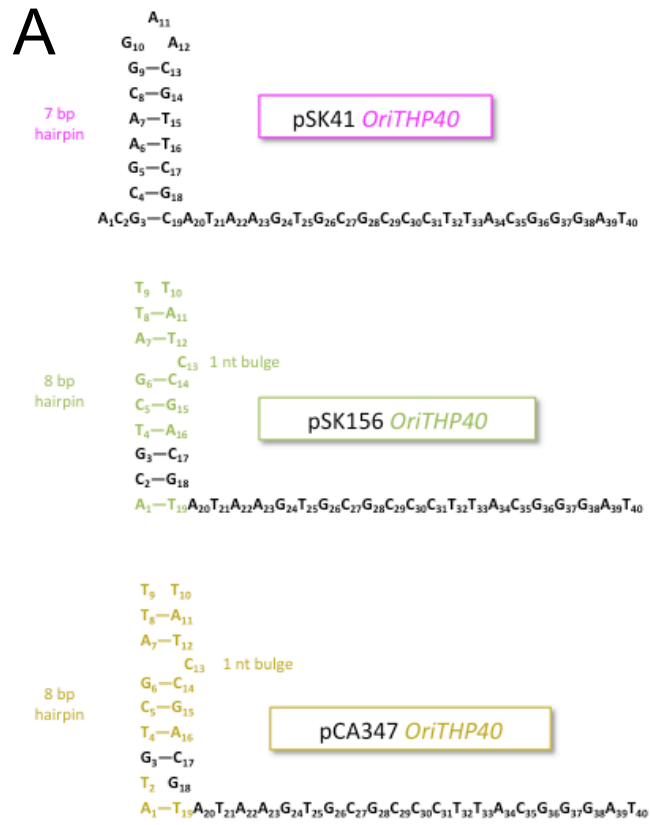 A
A₁₁
G₁₀ A₁₂
G₉—C₁₃
C₈—G₁₄
7 bp
hairpin
A₇—T₁₅
pSK41 OriTHP40
A₆—T₁₆
G₅—C₁₇
C₄—G₁₈
A₁C₂G₃—C₁₉A₂₀T₂₁A₂₂A₂₃G₂₄T₂₅G₂₆C₂₇G₂₈C₂₉C₃₀C₃₁T₃₂T₃₃A₃₄C₃₅G₃₆G₃₇G₃₈A₃₉T₄₀
T₉ T₁₀
T₈—A₁₁
A₇—T₁₂
C₁₃ 1 nt bulge
8 bp
hairpin
G₆—C₁₄
C₅—G₁₅
pSK156 OriTHP40
T₄—A₁₆
G₃—C₁₇
C₂—G₁₈
A₁—T₁₉A₂₀T₂₁A₂₂A₂₃G₂₄T₂₅G₂₆C₂₇G₂₈C₂₉C₃₀C₃₁T₃₂T₃₃A₃₄C₃₅G₃₆G₃₇G₃₈A₃₉T₄₀
T₉ T₁₀
T₈—A₁₁
A₇—T₁₂
C₁₃ 1 nt bulge
8 bp
hairpin
G₆—C₁₄
C₅—G₁₅
pCA347 OriTHP40
T₄—A₁₆
G₃—C₁₇
T₂ G₁₈
A₁—T₁₉A₂₀T₂₁A₂₂A₂₃G₂₄T₂₅G₂₆C₂₇G₂₈C₂₉C₃₀C₃₁T₃₂T₃₃A₃₄C₃₅G₃₆G₃₇G₃₈A₃₉T₄₀